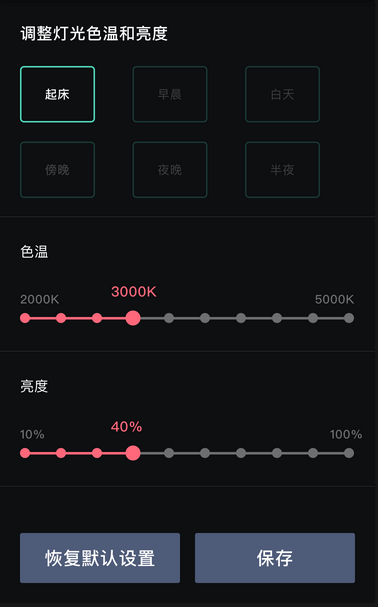 调整灯光色温和亮度
起床 早晨 白天
傍晚 夜晚 半夜
色温
2000K 3000K 5000K
亮度
10% 40% 100%
恢复默认设置 保存